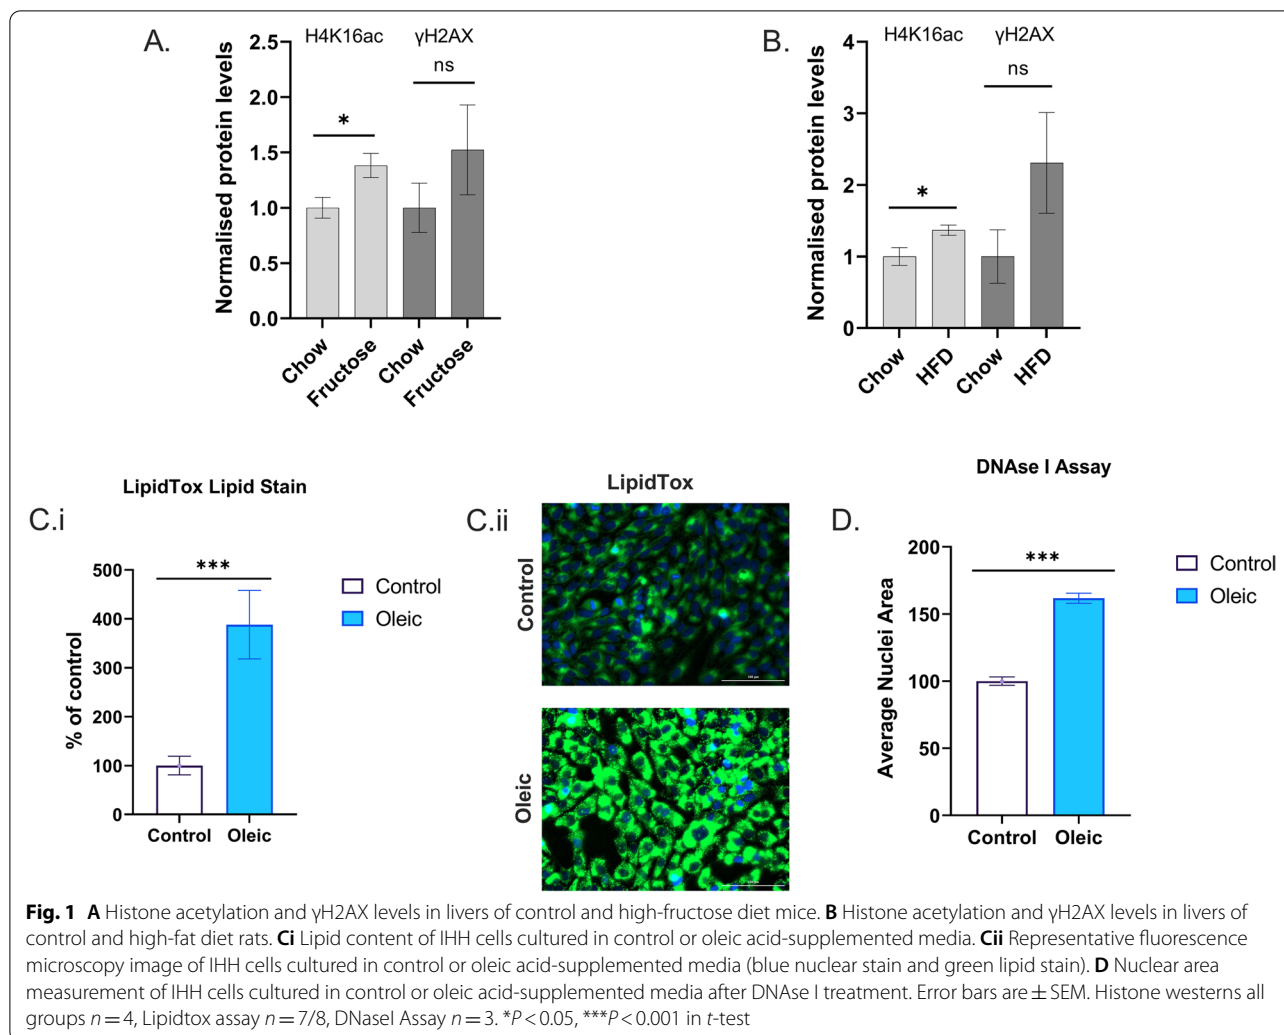 A.
H4K16ac γH2AX
ns
*
Normalised protein levels
2.5
2.0
1.5
1.0
0.5
0.0
Chow
Fructose
Chow
Fructose
B.
H4K16ac γH2AX
ns
*
Normalised protein levels
4
3
2
1
0
Chow
HFD
Chow
HFD
LipidTox Lipid Stain
C.i
***
% of control
500
400
300
200
100
0
Control
Oleic
Control
Oleic
C.ii
LipidTox
Control
Oleic
DNAse I Assay
D.
***
Average Nuclei Area
200
150
100
50
0
Control
Oleic
Control
Oleic
Fig. 1 A Histone acetylation and γH2AX levels in livers of control and high-fructose diet mice. B Histone acetylation and γH2AX levels in livers of
control and high-fat diet rats. Ci Lipid content of IHH cells cultured in control or oleic acid-supplemented media. Cii Representative fluorescence
microscopy image of IHH cells cultured in control or oleic acid-supplemented media (blue nuclear stain and green lipid stain). D Nuclear area
measurement of IHH cells cultured in control or oleic acid-supplemented media after DNAse I treatment. Error bars are ± SEM. Histone westerns all
groups n = 4, Lipidtox assay n = 7/8, DNaseI Assay n = 3. *P < 0.05, ***P < 0.001 in t-test